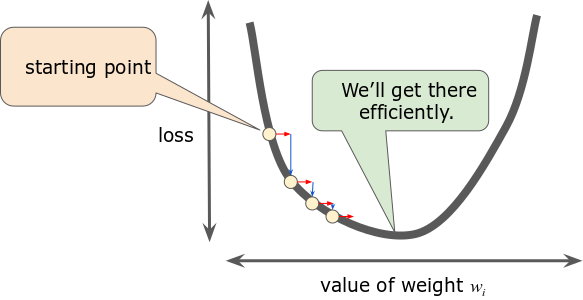 starting point
We'll get there
efficiently.
loss
value of weight wᵢ